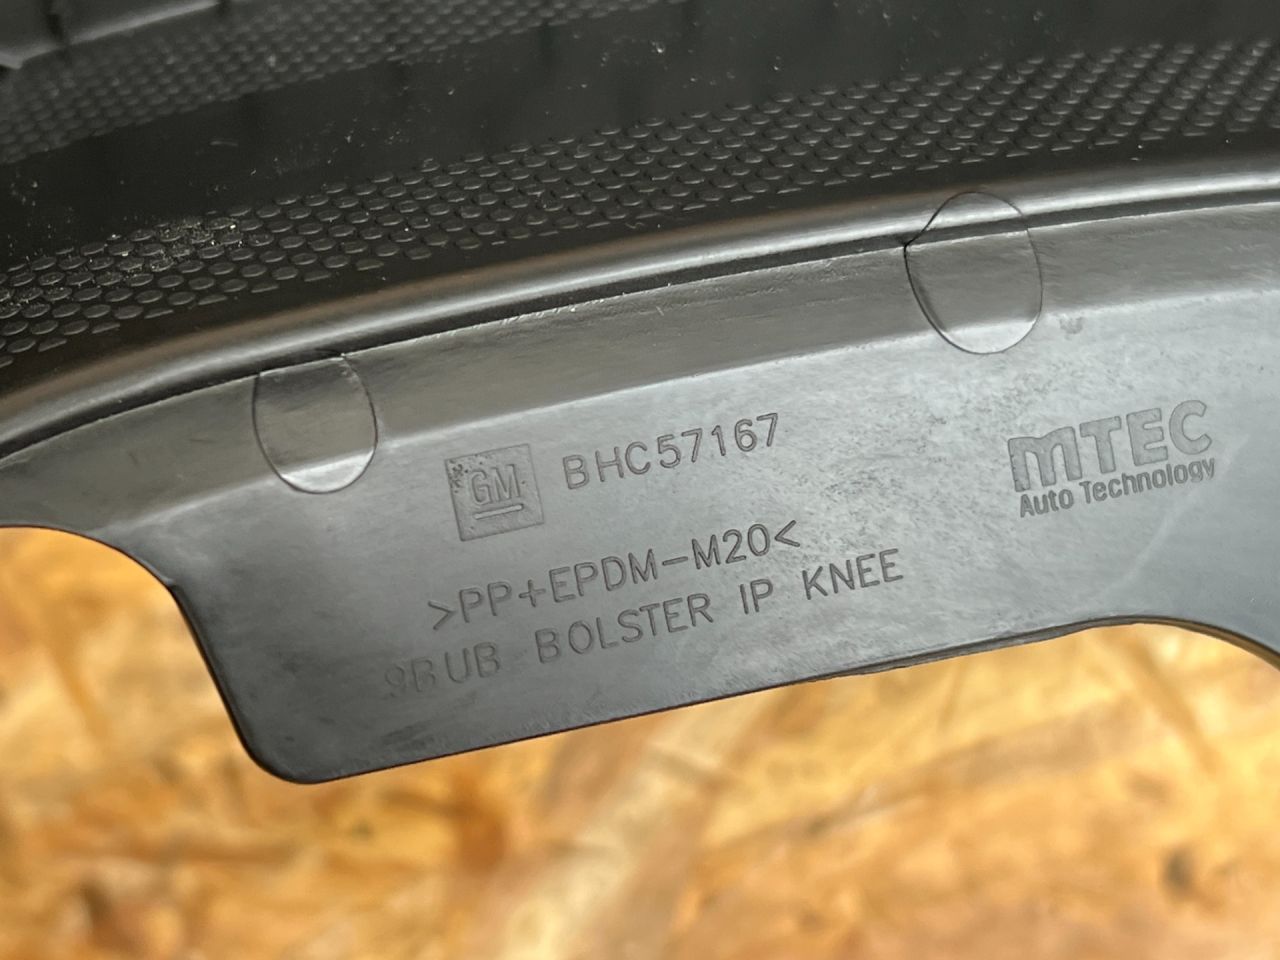 GM BHC57167
MTEC
Auto Technology
>PP+EPDM-M20<
9BUB BOLSTER IP KNEE